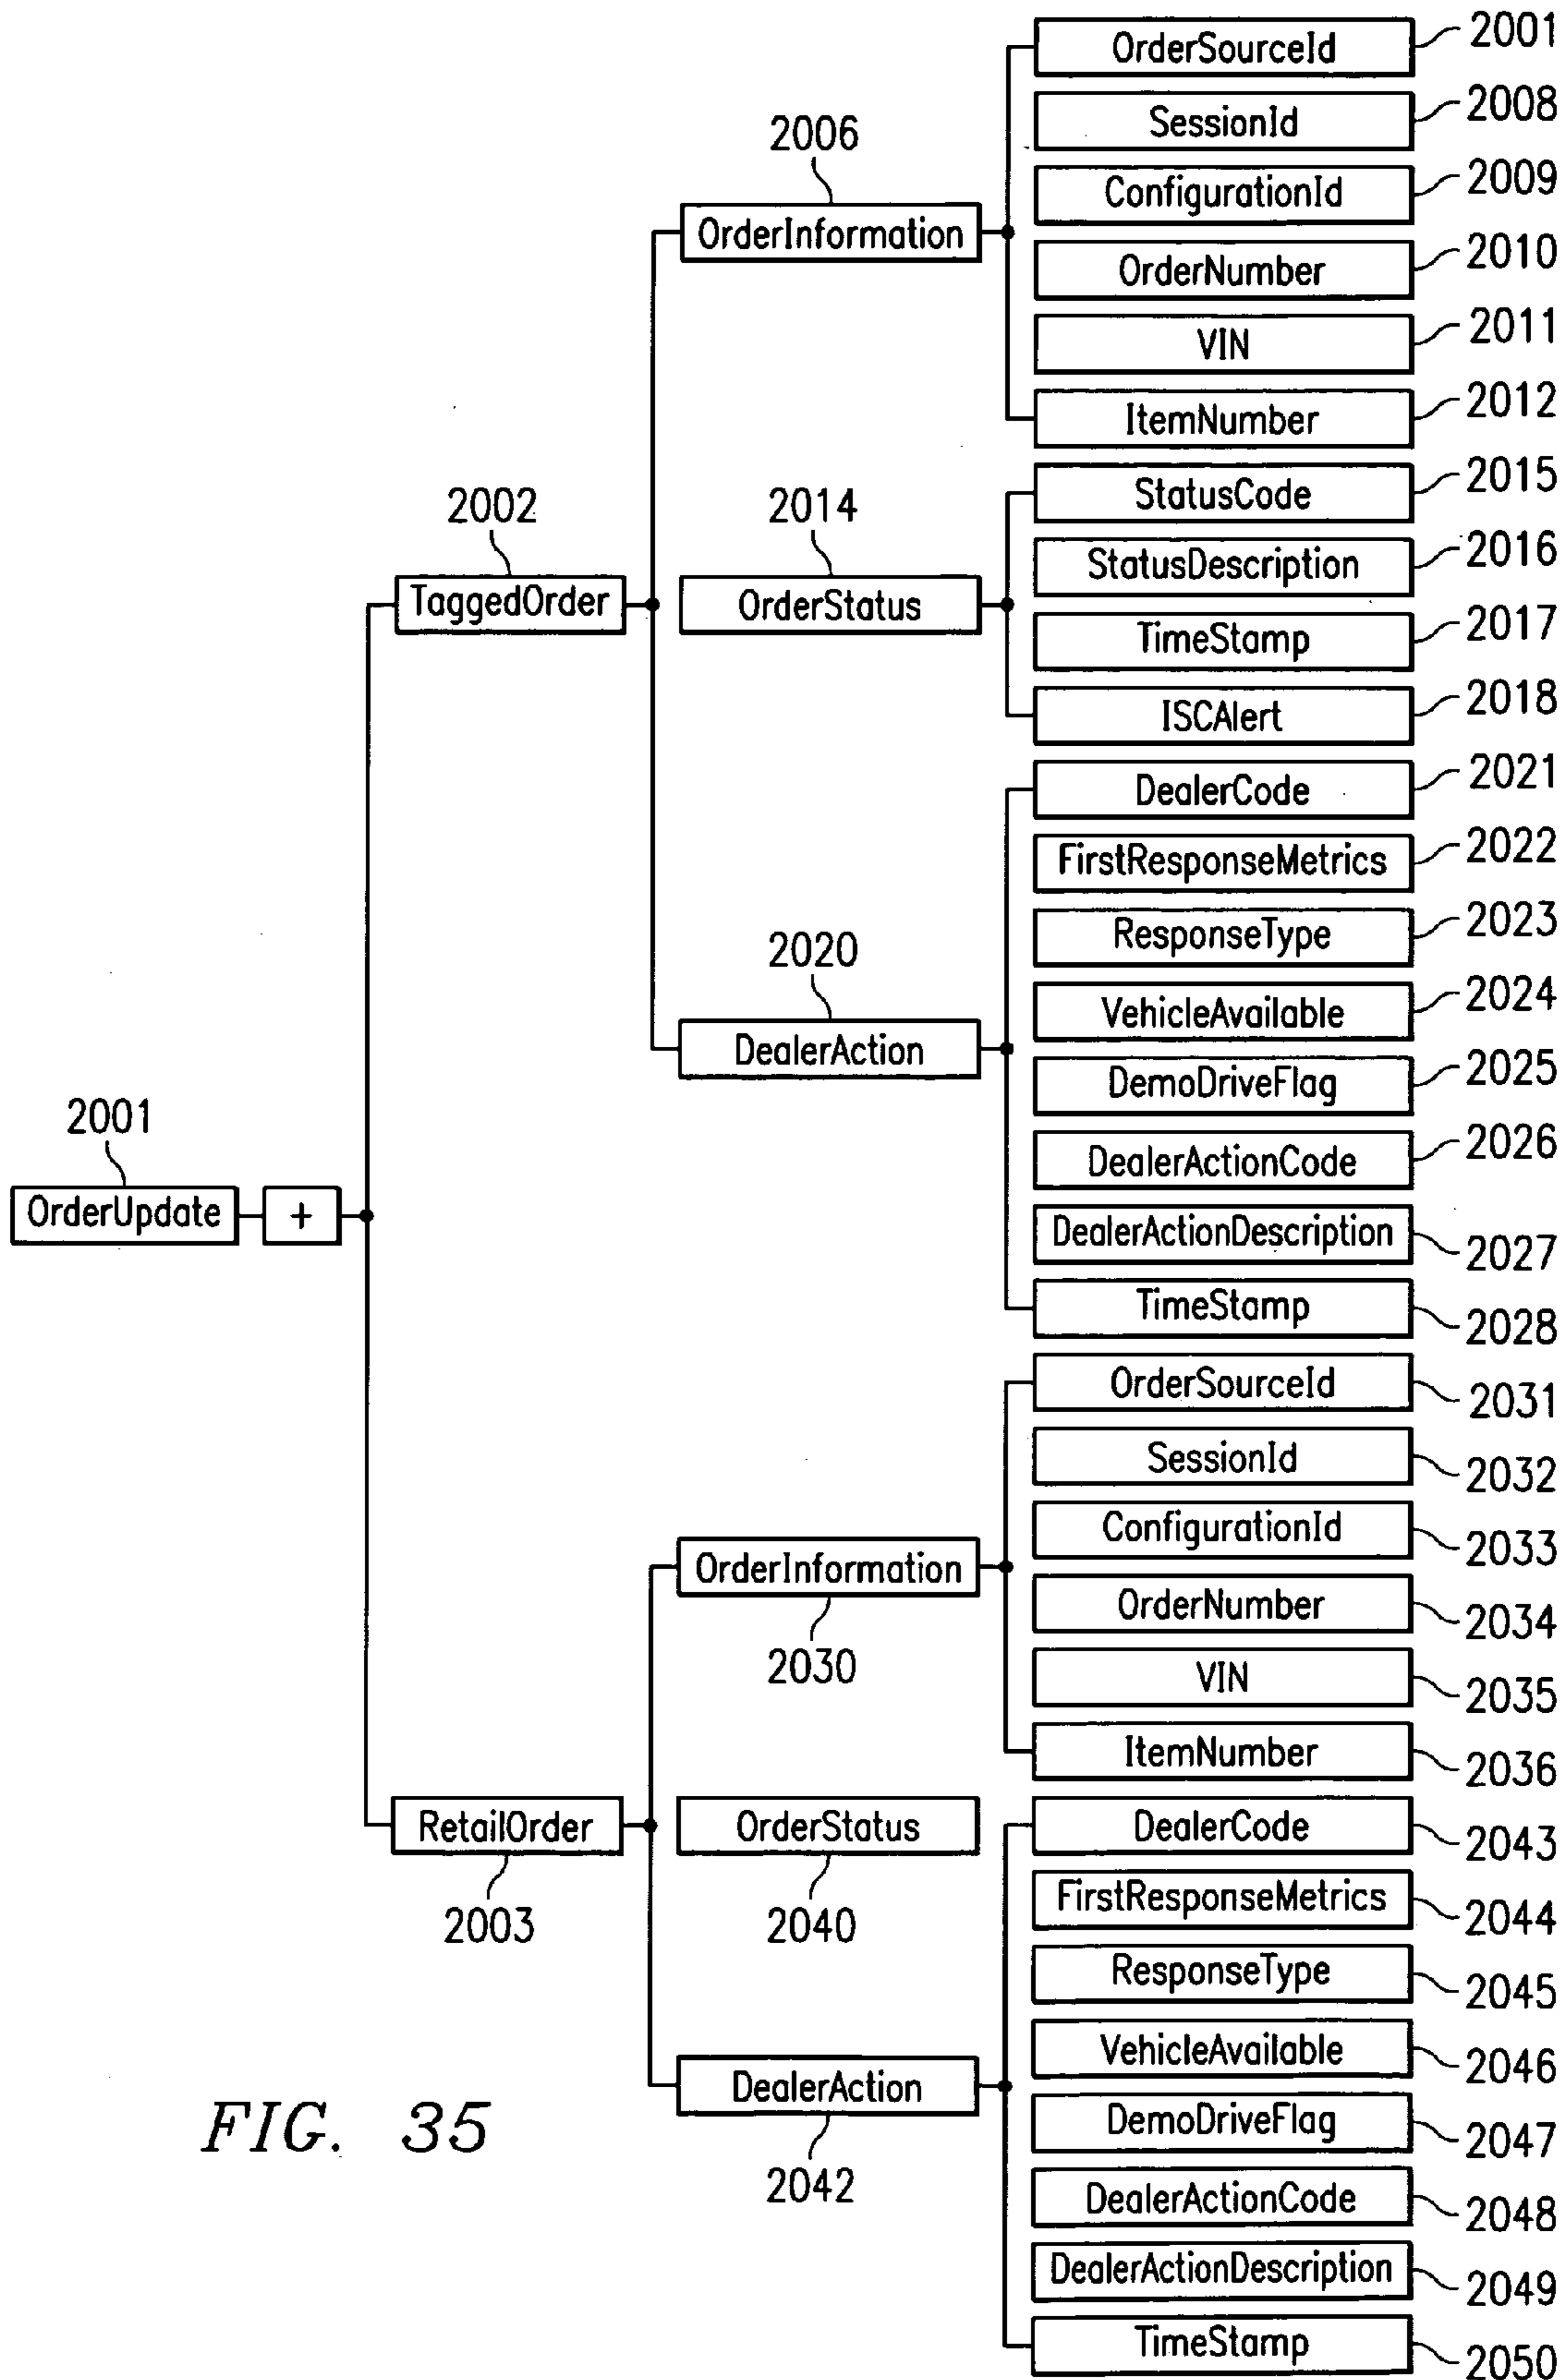 OrderSourceId 2001
SessionId 2008
2006
ConfigurationId 2009
OrderInformation
OrderNumber 2010
VIN 2011
ItemNumber 2012
StatusCode 2015
2002
2014
StatusDescription 2016
TaggedOrder
OrderStatus
TimeStamp 2017
ISCAlert 2018
DealerCode 2021
FirstResponseMetrics 2022
ResponseType 2023
2020
VehicleAvailable 2024
DealerAction
DemoDriveFlag 2025
2001
DealerActionCode 2026
OrderUpdate
+
DealerActionDescription 2027
TimeStamp 2028
OrderSourceId 2031
SessionId 2032
ConfigurationId 2033
OrderInformation
2030
OrderNumber 2034
VIN 2035
ItemNumber 2036
RetailOrder
2003
OrderStatus
2040
DealerCode 2043
FirstResponseMetrics 2044
ResponseType 2045
VehicleAvailable 2046
DealerAction
2042
DemoDriveFlag 2047
DealerActionCode 2048
DealerActionDescription 2049
TimeStamp 2050
FIG. 35